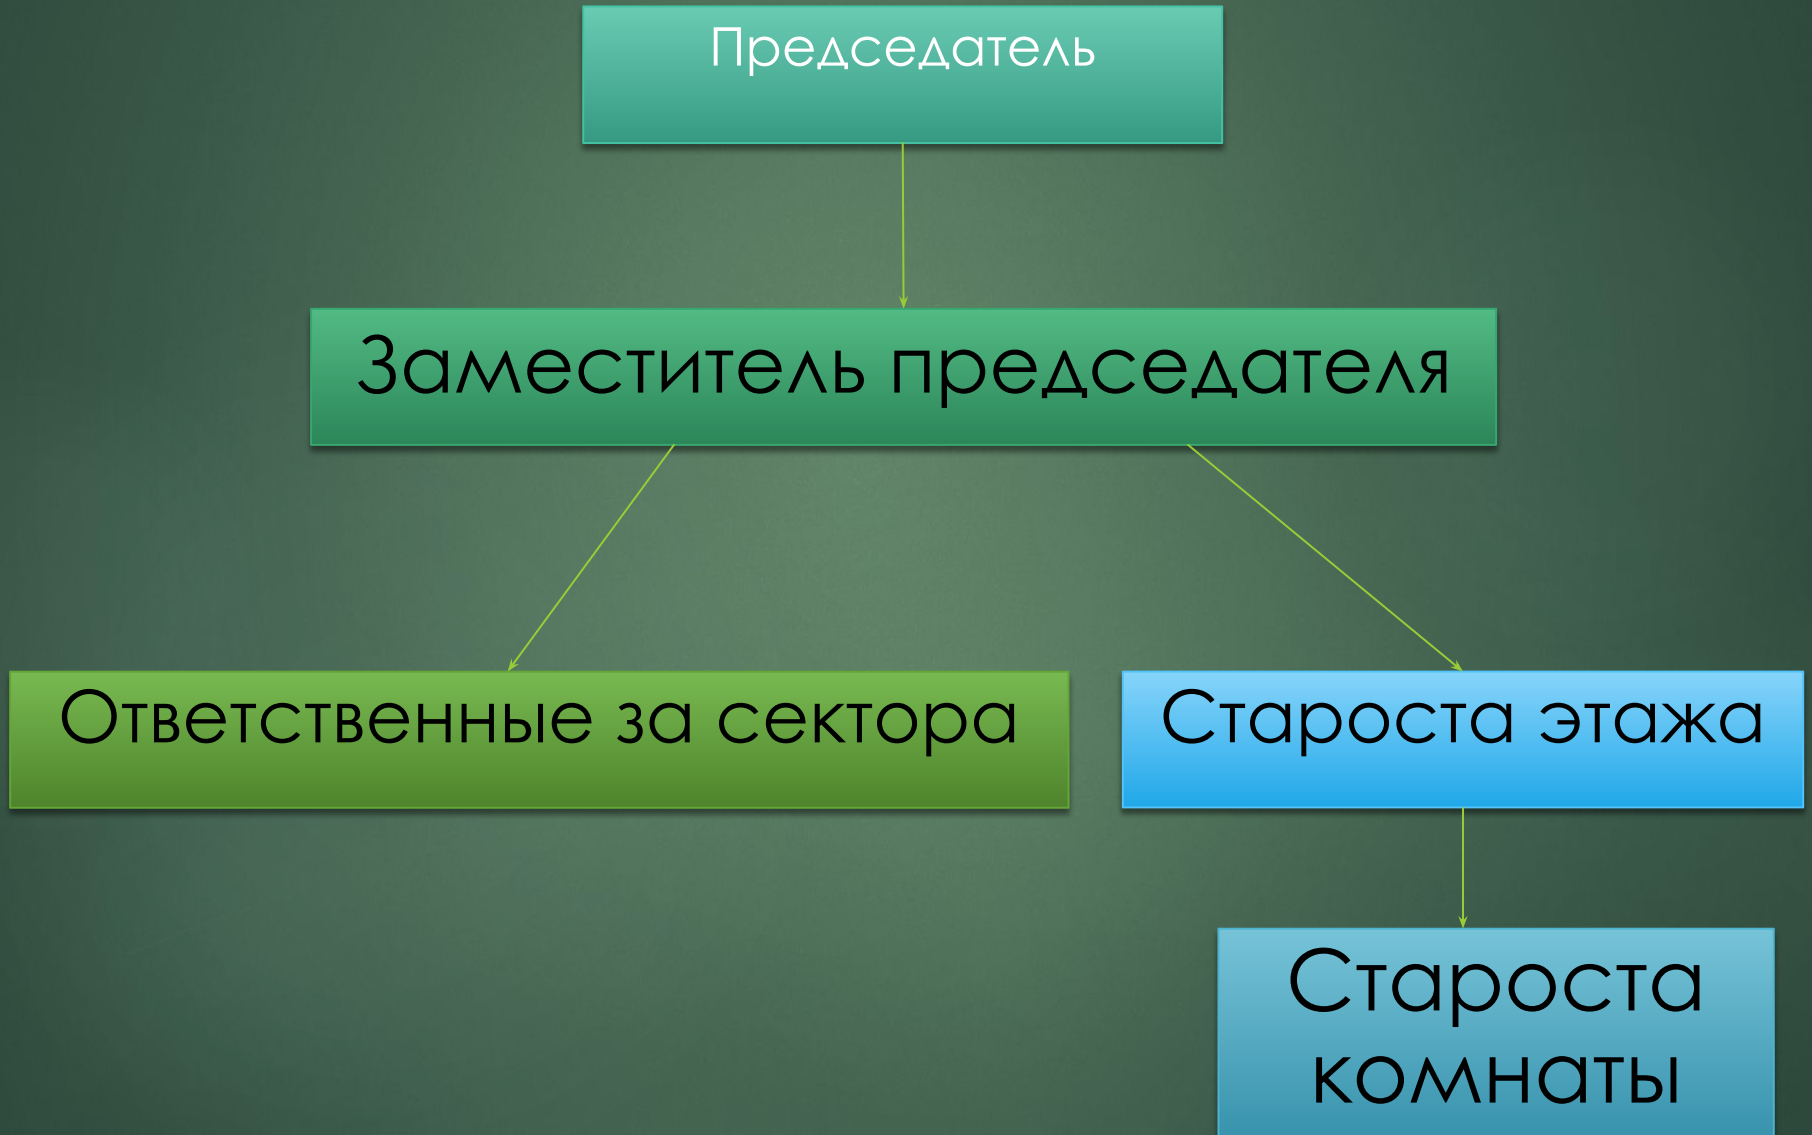 Председатель
Заместитель председателя
Ответственные за сектора
Староста этажа
Староста
комнаты